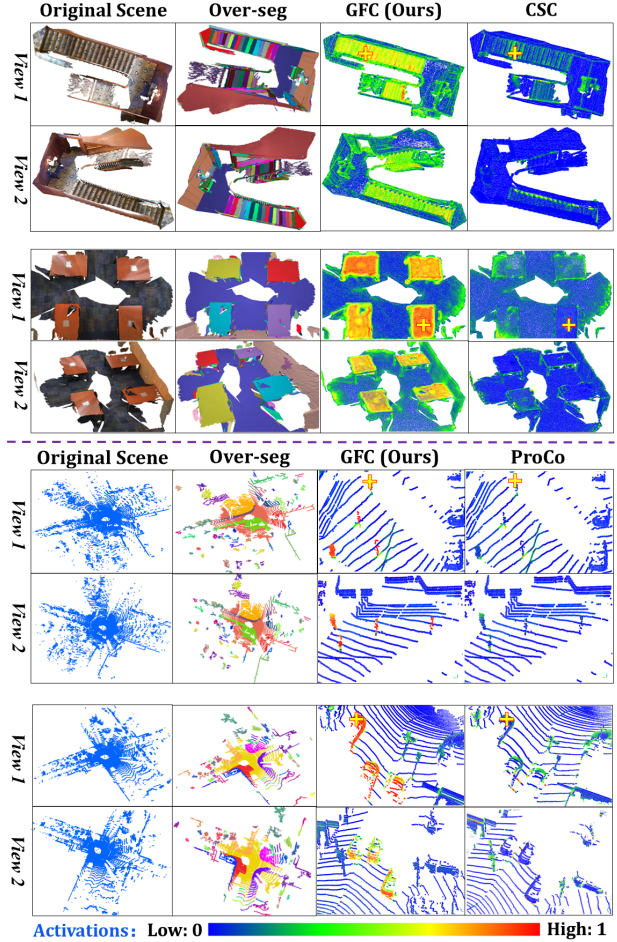 Original Scene Over-seg GFC (Ours) CSC
View 1
View 2
View 1
View 2
Original Scene Over-seg GFC (Ours) ProCo
View 1
View 2
View 1
View 2
Activations: Low: 0 High: 1